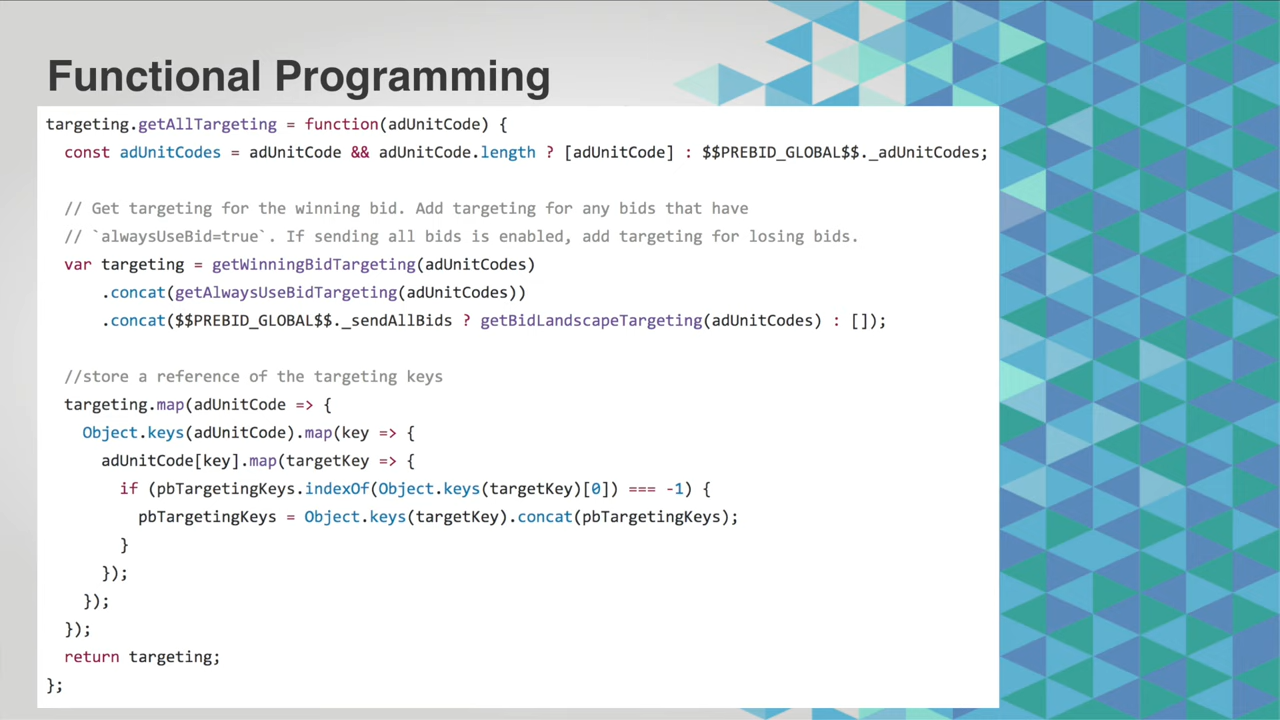 Functional Programming
targeting.getAllTargeting = function(adUnitCode) {
const adUnitCodes = adUnitCode && adUnitCode.length ? [adUnitCode] : $$PREBID_GLOBAL$$._adUnitCodes;
// Get targeting for the winning bid. Add targeting for any bids that have
// `alwaysUseBid=true`. If sending all bids is enabled, add targeting for losing bids.
var targeting = getWinningBidTargeting(adUnitCodes)
.concat(getAlwaysUseBidTargeting(adUnitCodes))
.concat($$PREBID_GLOBAL$$._sendAllBids ? getBidLandscapeTargeting(adUnitCodes) : []);
//store a reference of the targeting keys
targeting.map(adUnitCode => {
Object.keys(adUnitCode).map(key => {
adUnitCode[key].map(targetKey => {
if (pbTargetingKeys.indexOf(Object.keys(targetKey)[0]) === -1) {
pbTargetingKeys = Object.keys(targetKey).concat(pbTargetingKeys);
}
});
});
});
return targeting;
};